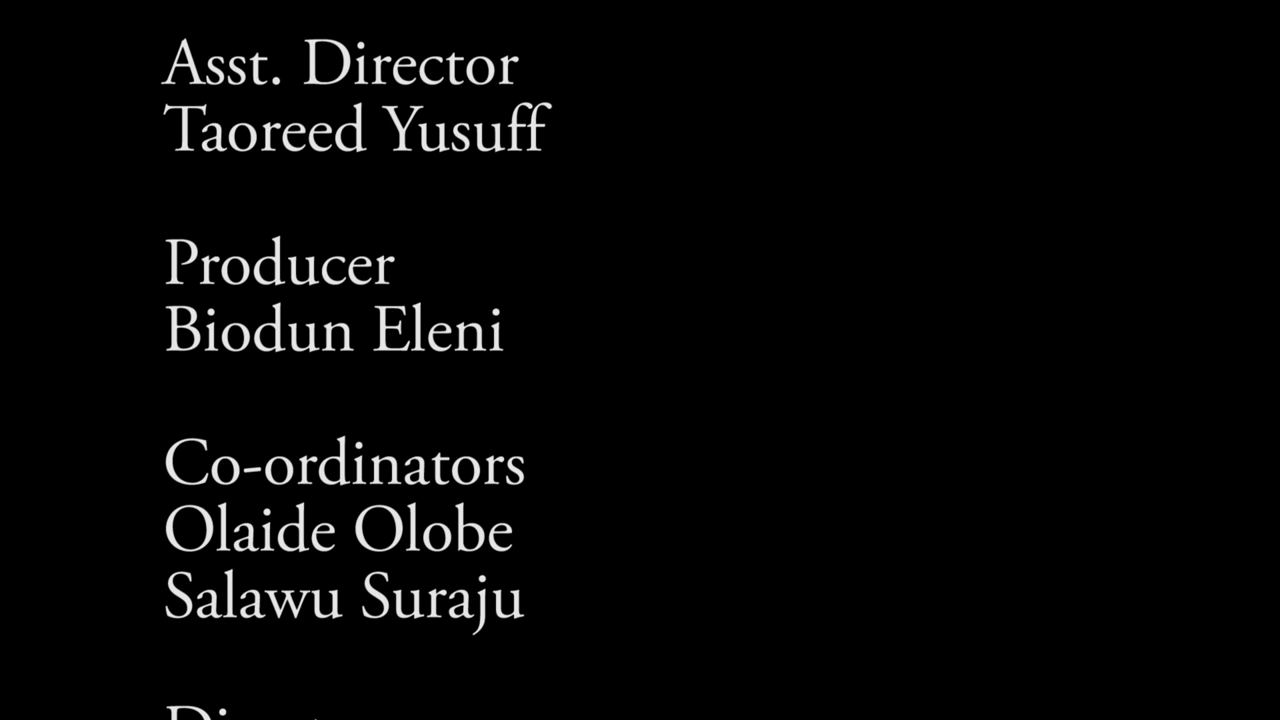 Asst. Director
Taoreed Yusuff
Producer
Biodun Eleni
Co-ordinators
Olaide Olobe
Salawu Suraju